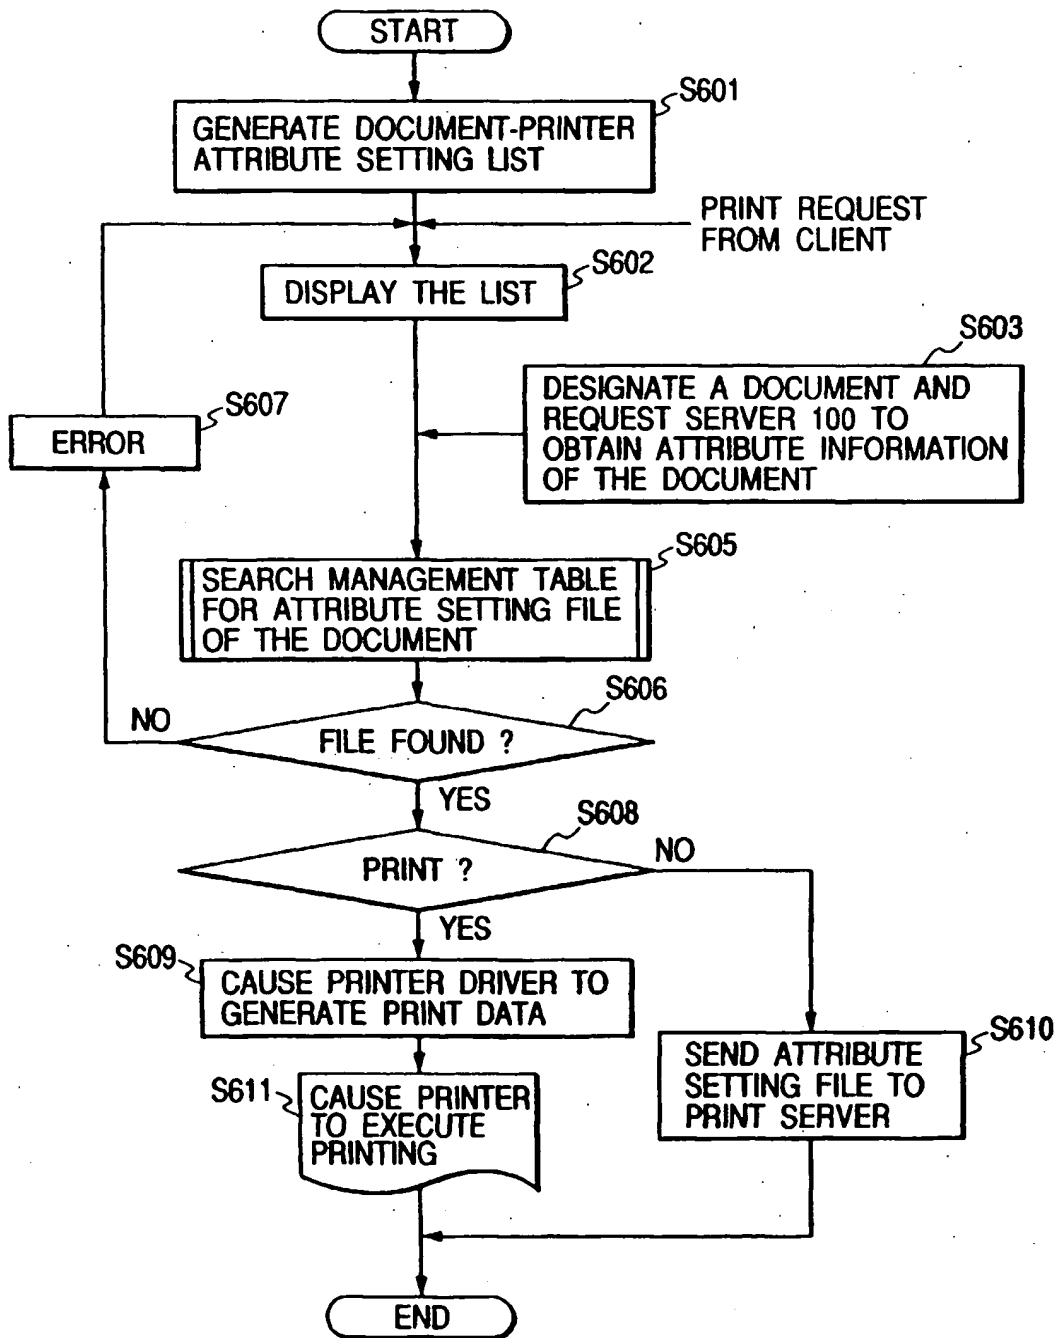 START
S601
GENERATE DOCUMENT-PRINTER
ATTRIBUTE SETTING LIST
PRINT REQUEST
FROM CLIENT
S602
DISPLAY THE LIST
S603
DESIGNATE A DOCUMENT AND
REQUEST SERVER 100 TO
OBTAIN ATTRIBUTE INFORMATION
OF THE DOCUMENT
S607
ERROR
S605
SEARCH MANAGEMENT TABLE
FOR ATTRIBUTE SETTING FILE
OF THE DOCUMENT
S606
NO
FILE FOUND ?
YES
S608
NO
PRINT ?
YES
S609
CAUSE PRINTER DRIVER TO
GENERATE PRINT DATA
S610
SEND ATTRIBUTE
SETTING FILE TO
PRINT SERVER
S611
CAUSE PRINTER
TO EXECUTE
PRINTING
END